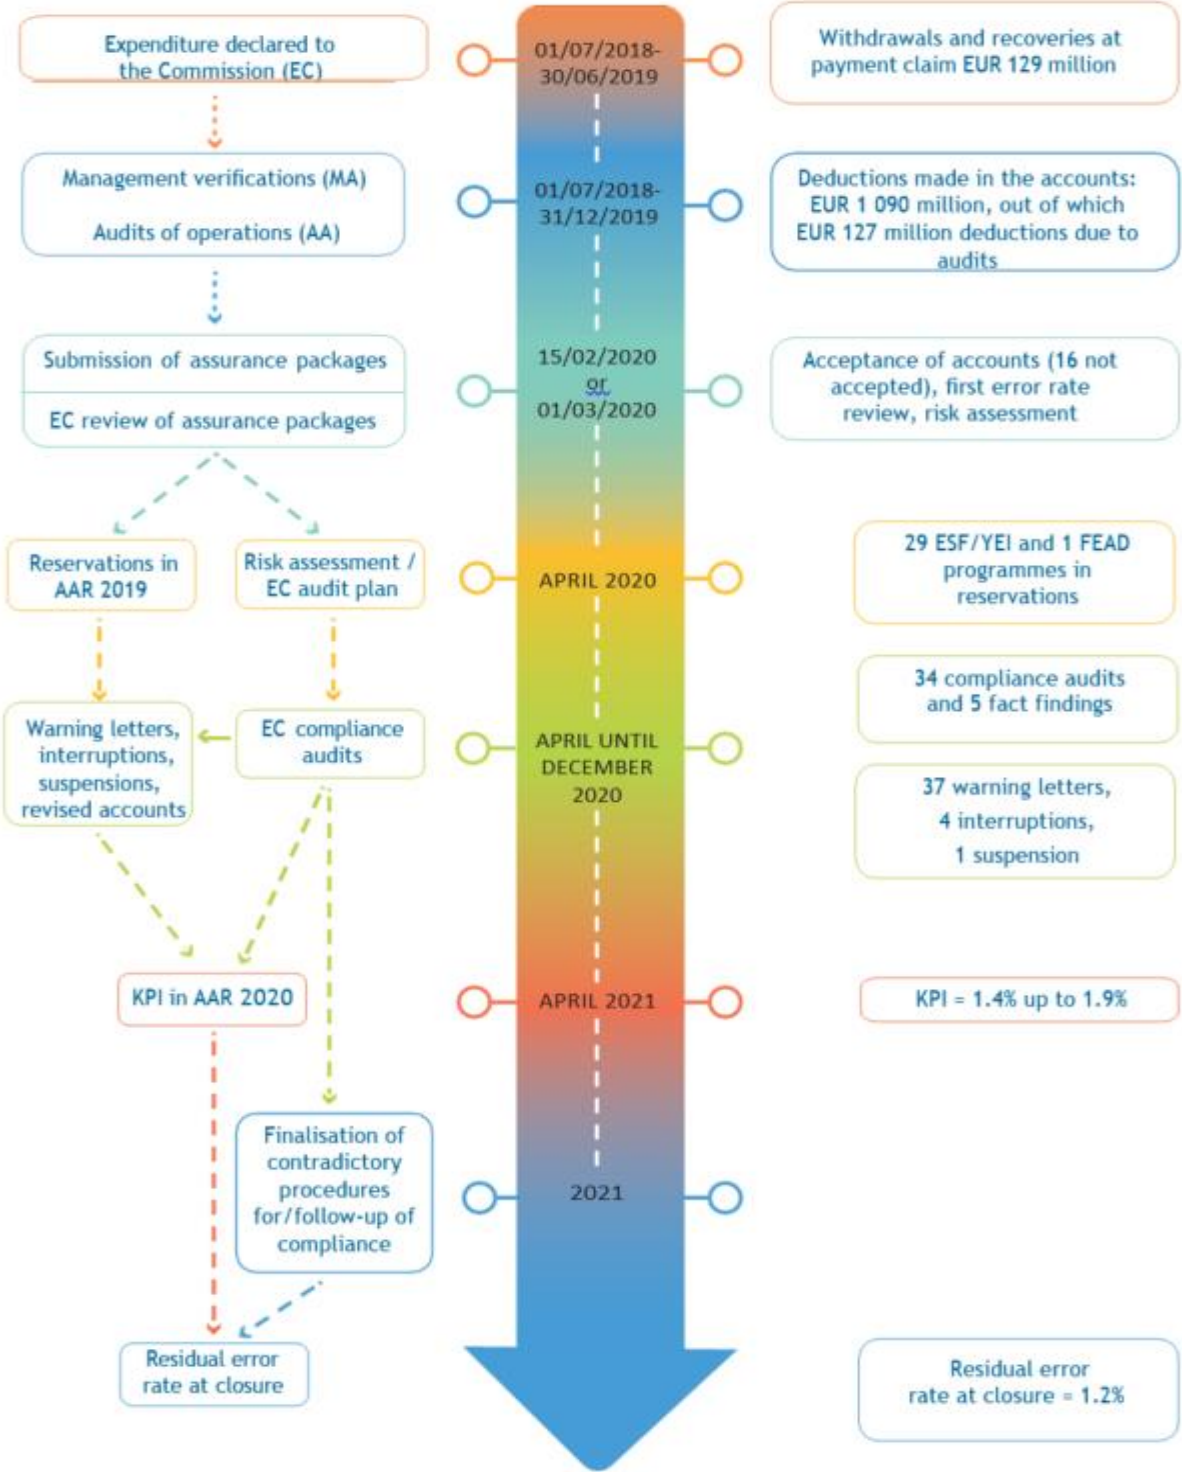 Expenditure declared to
the Commission (EC)
01/07/2018-
30/06/2019
Withdrawals and recoveries at
payment claim EUR 129 million
Management verifications (MA)
Audits of operations (AA)
01/07/2018-
31/12/2019
Deductions made in the accounts:
EUR 1 090 million, out of which
EUR 127 million deductions due to
audits
Submission of assurance packages
EC review of assurance packages
15/02/2020
or
01/03/2020
Acceptance of accounts (16 not
accepted), first error rate
review, risk assessment
Reservations in
AAR 2019
Risk assessment /
EC audit plan
APRIL 2020
29 ESF/YEI and 1 FEAD
programmes in
reservations
Warning letters,
interruptions,
suspensions,
revised accounts
EC compliance
audits
APRIL UNTIL
DECEMBER
2020
34 compliance audits
and 5 fact findings
37 warning letters,
4 interruptions,
1 suspension
KPI in AAR 2020
APRIL 2021
KPI = 1.4% up to 1.9%
Finalisation of
contradictory
procedures
for/follow-up of
compliance
2021
Residual error
rate at closure
Residual error
rate at closure = 1.2%